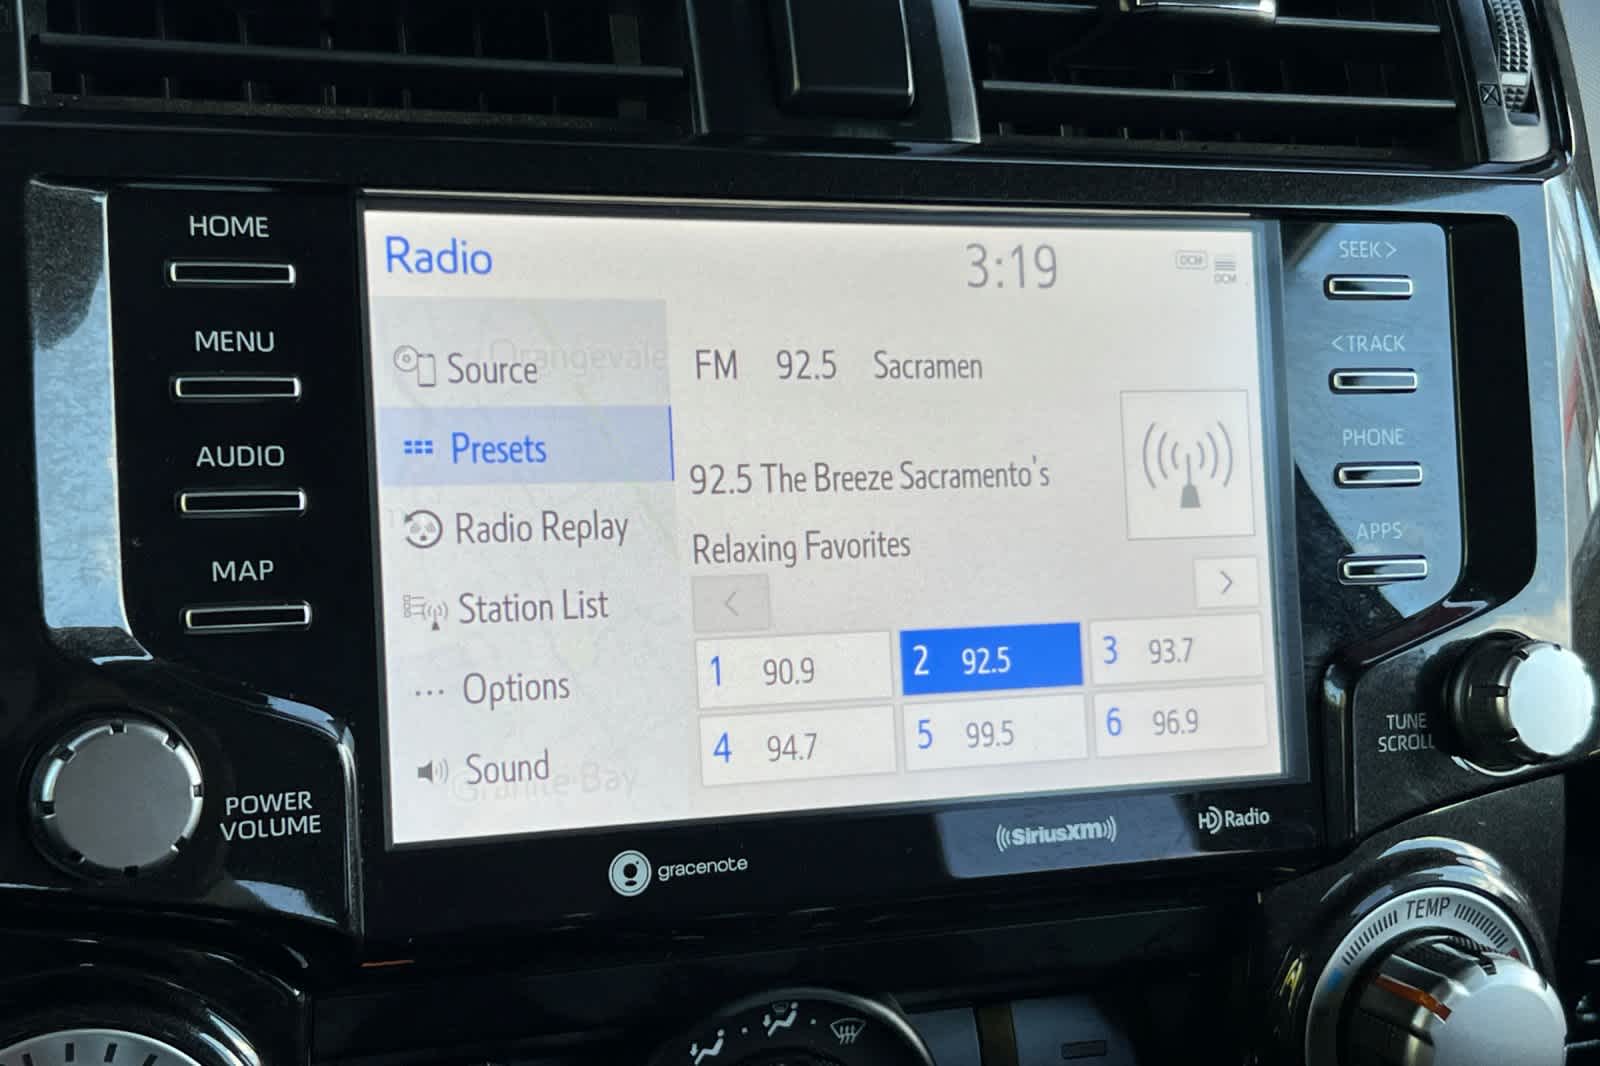 HOME
MENU
AUDIO
MAP
POWER
VOLUME
Radio
3:19
DCM
DCM
Orangevale
Source
Presets
Radio Replay
Station List
Options
Sound
Granite Bay
FM 92.5 Sacramen
92.5 The Breeze Sacramento's
Relaxing Favorites
< >
1 90.9 2 92.5 3 93.7
4 94.7 5 99.5 6 96.9
gracenote
SiriusXM
HD Radio
SEEK >
< TRACK
PHONE
APPS
TUNE
SCROLL
TEMP